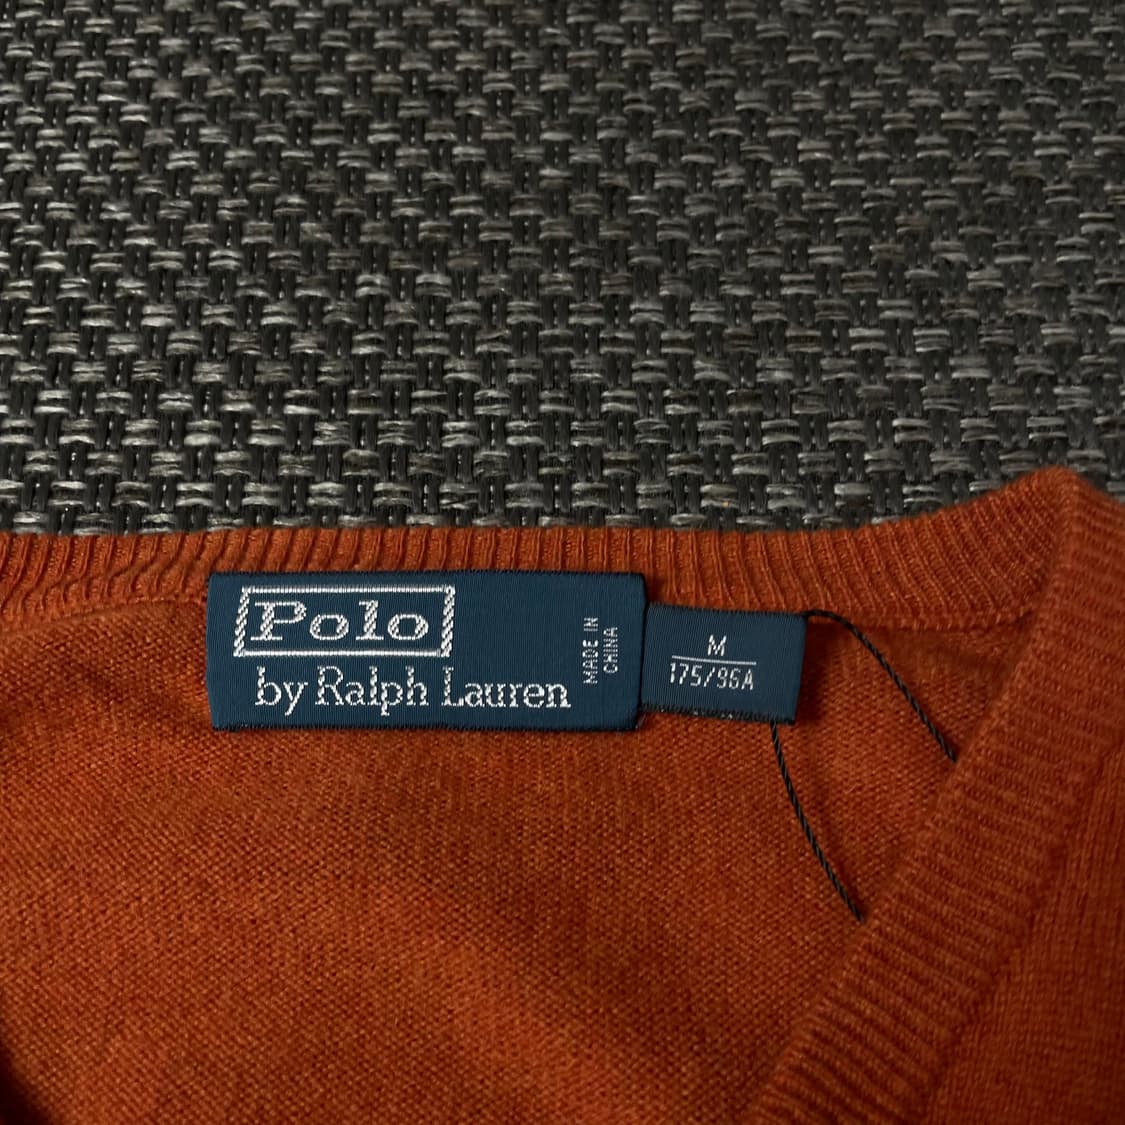 Polo
by Ralph Lauren
MADE IN
CHINA
M
175/96A